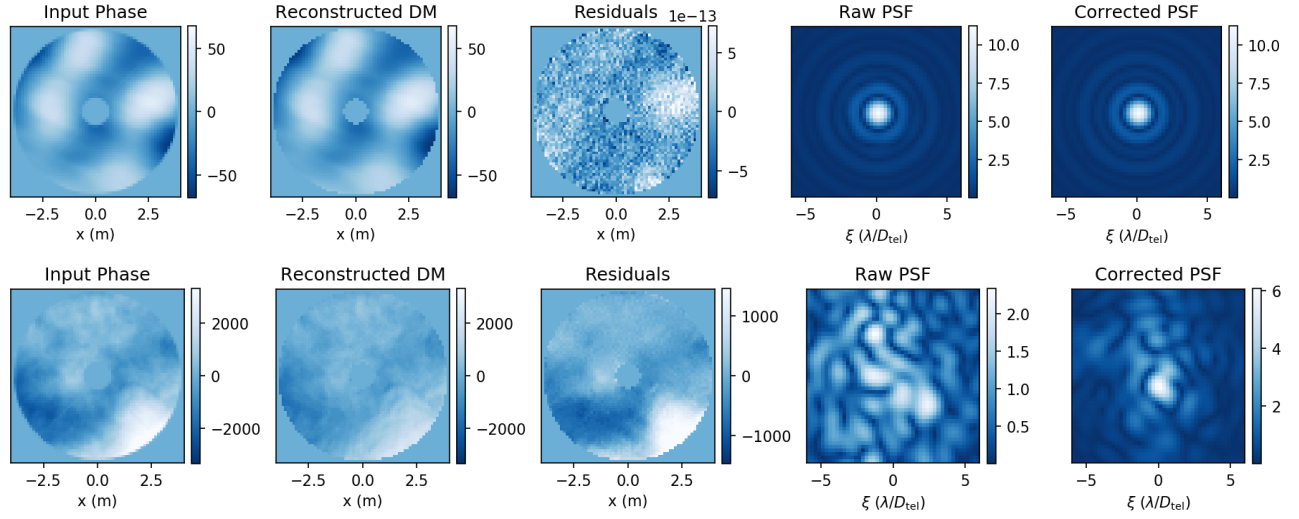 Input Phase
50
0
−50
−2.5 0.0 2.5
x (m)
Reconstructed DM
50
0
−50
−2.5 0.0 2.5
x (m)
Residuals 1e−13
5
0
−5
−2.5 0.0 2.5
x (m)
Raw PSF
10.0
7.5
5.0
2.5
−5 0 5
ξ (λ/D_tel)
Corrected PSF
10.0
7.5
5.0
2.5
−5 0 5
ξ (λ/D_tel)
Input Phase
2000
0
−2000
−2.5 0.0 2.5
x (m)
Reconstructed DM
2000
0
−2000
−2.5 0.0 2.5
x (m)
Residuals
1000
0
−1000
−2.5 0.0 2.5
x (m)
Raw PSF
2.0
1.5
1.0
0.5
−5 0 5
ξ (λ/D_tel)
Corrected PSF
6
4
2
−5 0 5
ξ (λ/D_tel)